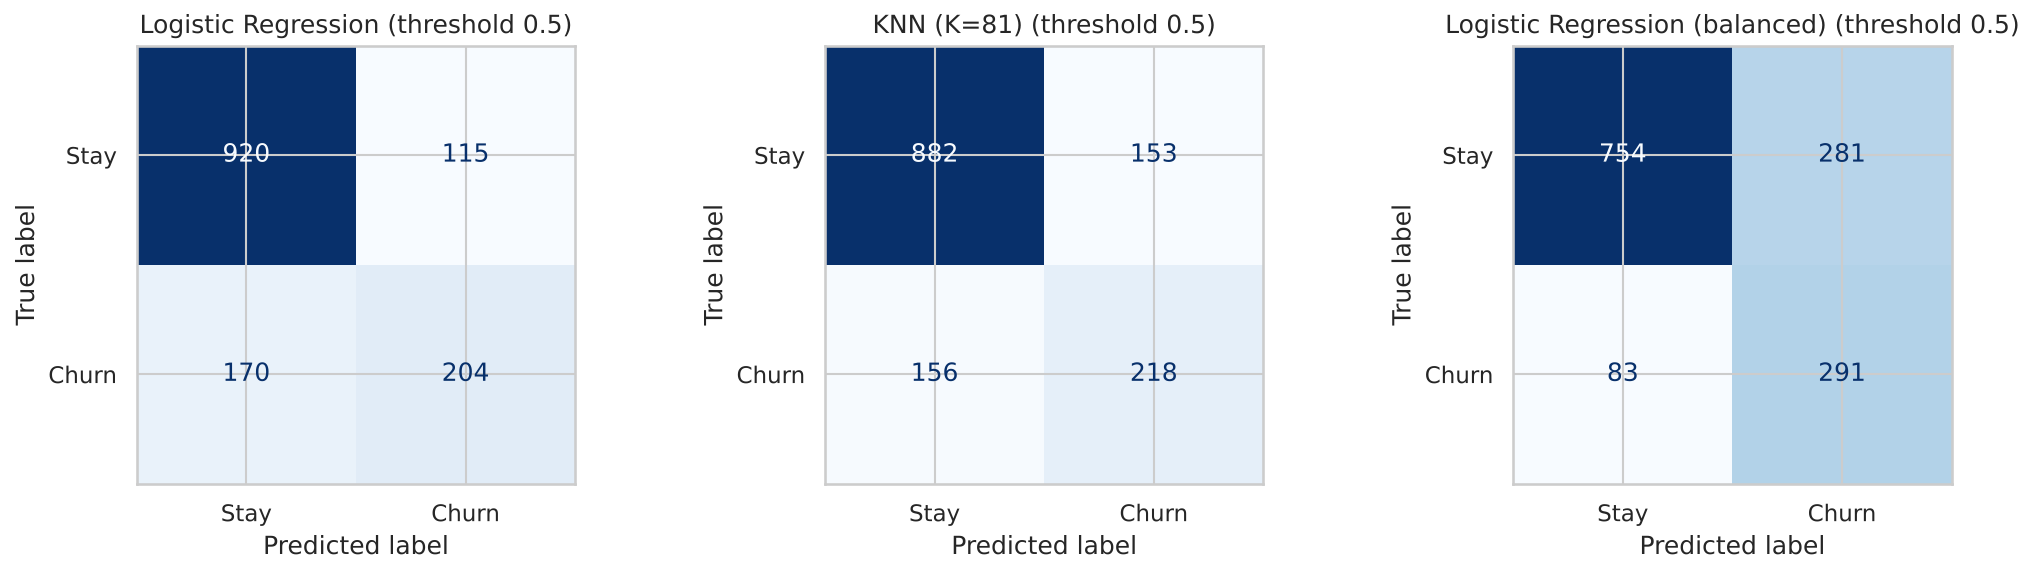 Logistic Regression (threshold 0.5)
True label
Stay
920
115
Churn
170
204
Stay
Churn
Predicted label
KNN (K=81) (threshold 0.5)
True label
Stay
882
153
Churn
156
218
Stay
Churn
Predicted label
Logistic Regression (balanced) (threshold 0.5)
True label
Stay
754
281
Churn
83
291
Stay
Churn
Predicted label